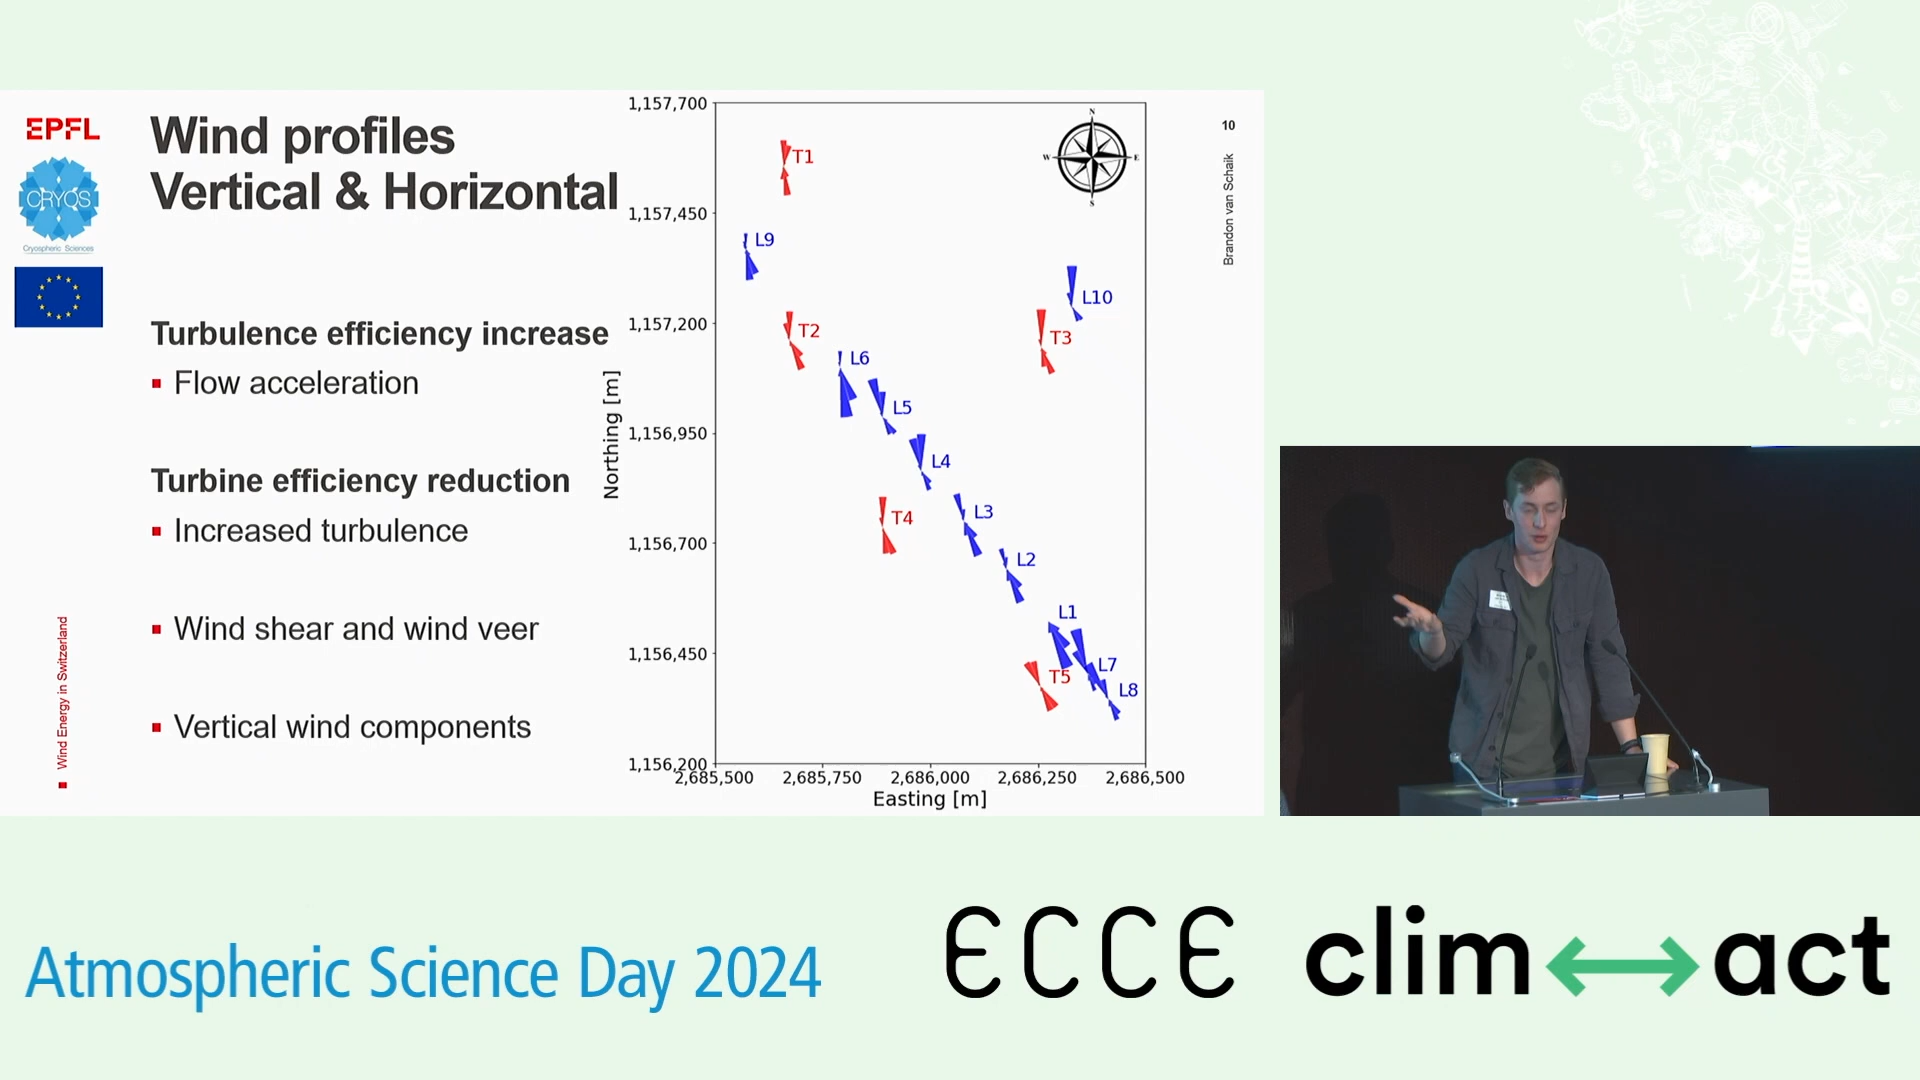 EPFL
CRYOS
Cryospheric Sciences
Wind profiles
Vertical & Horizontal
Turbulence efficiency increase
Flow acceleration
Turbine efficiency reduction
Increased turbulence
Wind shear and wind veer
Vertical wind components
Wind Energy in Switzerland
Northing [m]
1,157,700
1,157,450
1,157,200
1,156,950
1,156,700
1,156,450
1,156,200
2,685,500
2,685,750
2,686,000
2,686,250
2,686,500
Easting [m]
N
W
E
S
T1
L9
L10
T2
T3
L6
L5
L4
L3
T4
L2
L1
L7
T5
L8
10
Brandon van Schaik
Atmospheric Science Day 2024
ECCE
clim act